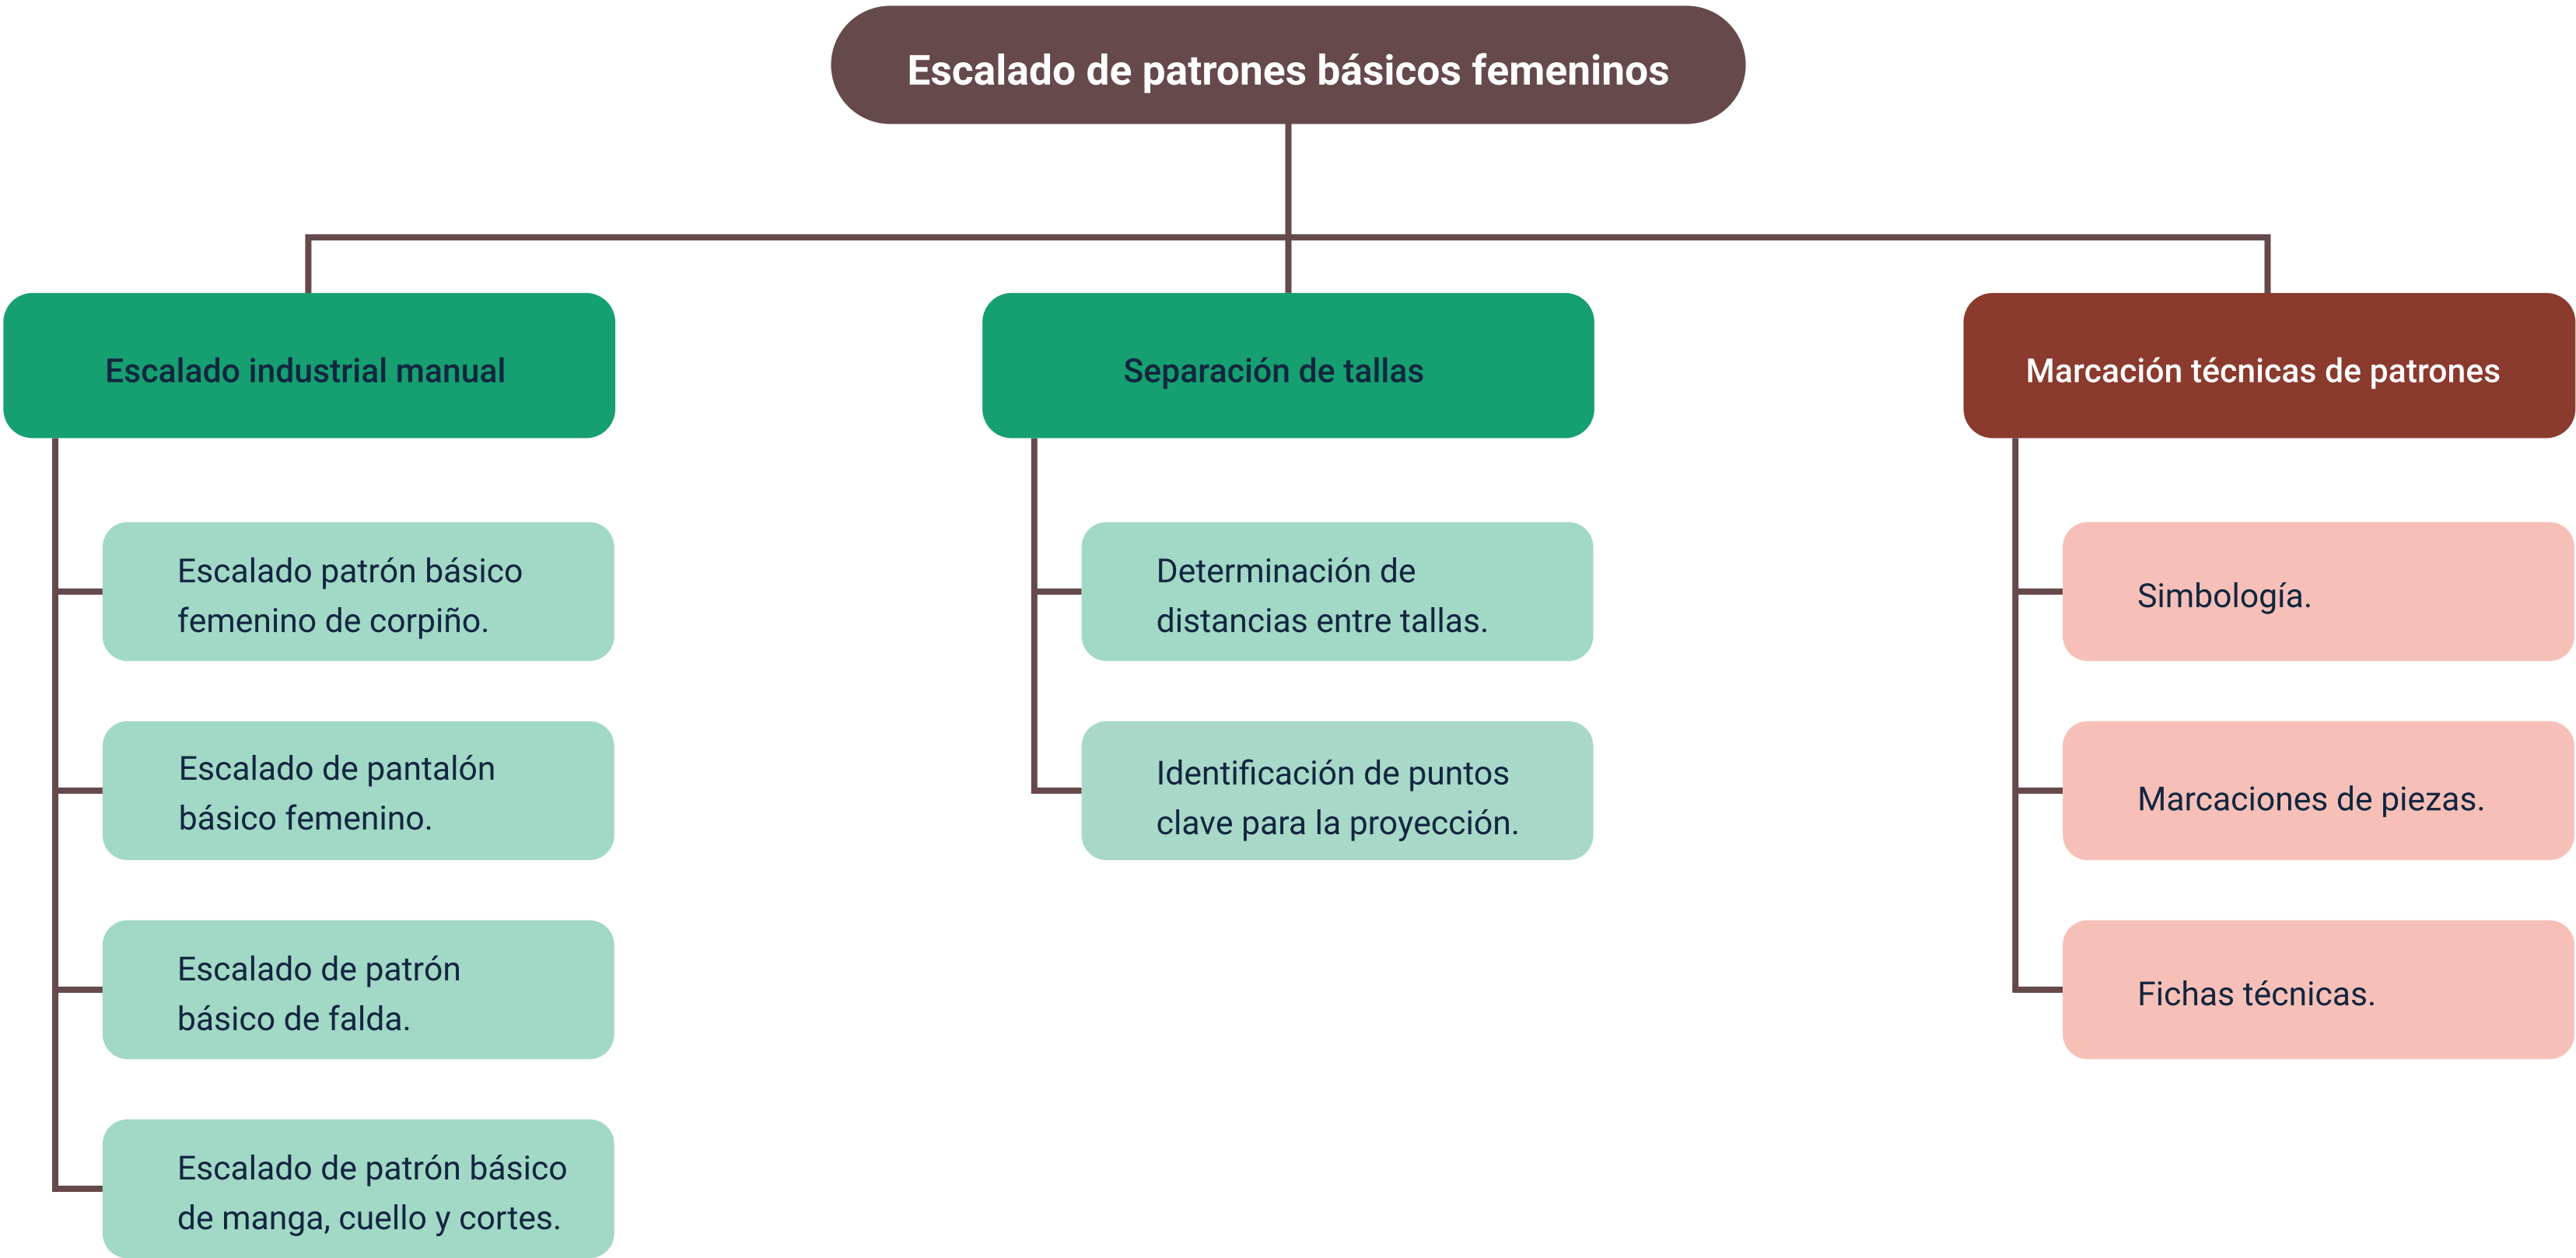 Escalado de patrones básicos femeninos
Escalado industrial manual
Escalado patrón básico
femenino de corpiño.
Escalado de pantalón
básico femenino.
Escalado de patrón
básico de falda.
Escalado de patrón básico
de manga, cuello y cortes.
Separación de tallas
Determinación de
distancias entre tallas.
Identificación de puntos
clave para la proyección.
Marcación técnicas de patrones
Simbología.
Marcaciones de piezas.
Fichas técnicas.